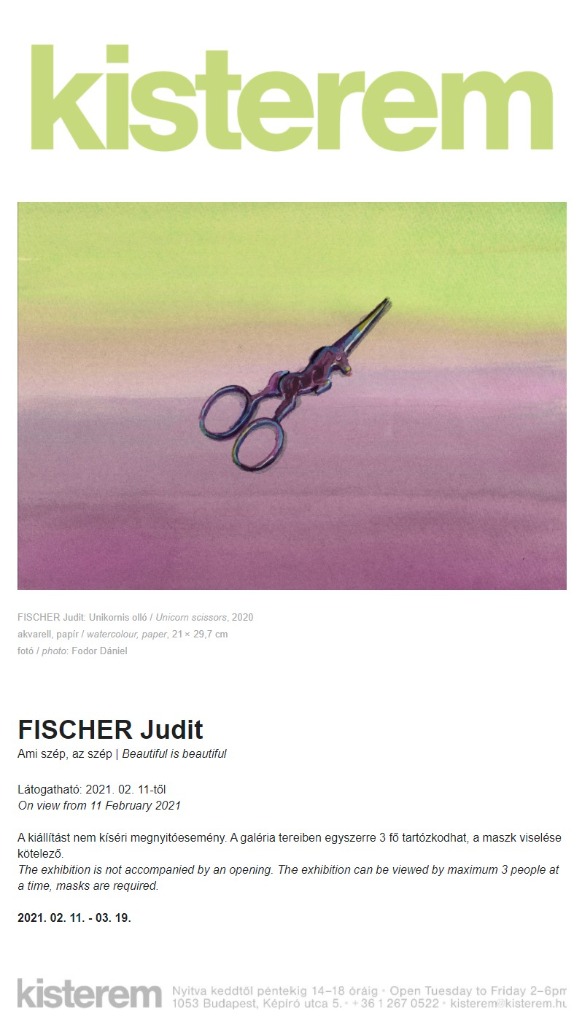 kisterem
FISCHER Judit: Unikornis olló / Unicorn scissors, 2020
akvarell, papír / watercolour, paper, 21 × 29,7 cm
fotó / photo: Fodor Dániel
FISCHER Judit
Ami szép, az szép | Beautiful is beautiful
Látogatható: 2021. 02. 11-től
On view from 11 February 2021
A kiállítást nem kíséri megnyitóesemény. A galéria tereiben egyszerre 3 fő tartózkodhat, a maszk viselése
kötelező.
The exhibition is not accompanied by an opening. The exhibition can be viewed by maximum 3 people at
a time, masks are required.
2021. 02. 11. - 03. 19.
kisterem
Nyitva keddtől péntekig 14–18 óráig · Open Tuesday to Friday 2–6pm
1053 Budapest, Képíró utca 5. · +36 1 267 0522 · kisterem@kisterem.hu